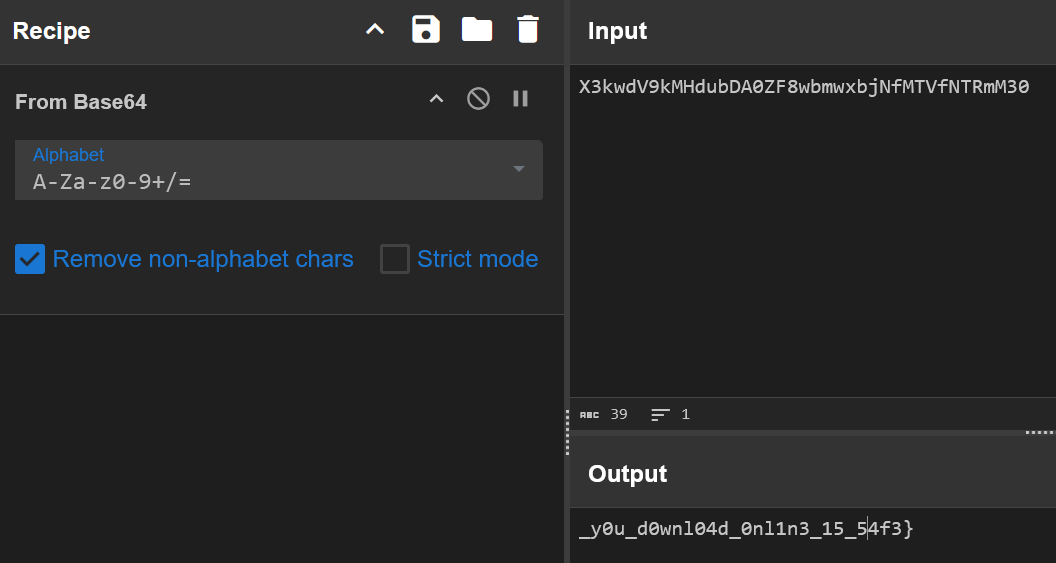 Recipe
From Base64
Alphabet
A-Za-z0-9+/=
Remove non-alphabet chars
Strict mode
Input
X3kwdV9kMHdubDA0ZF8wbmwxbjNfMTVfNTRmM30
ABC 39 1
Output
_y0u_d0wnl04d_0nl1n3_15_54f3}